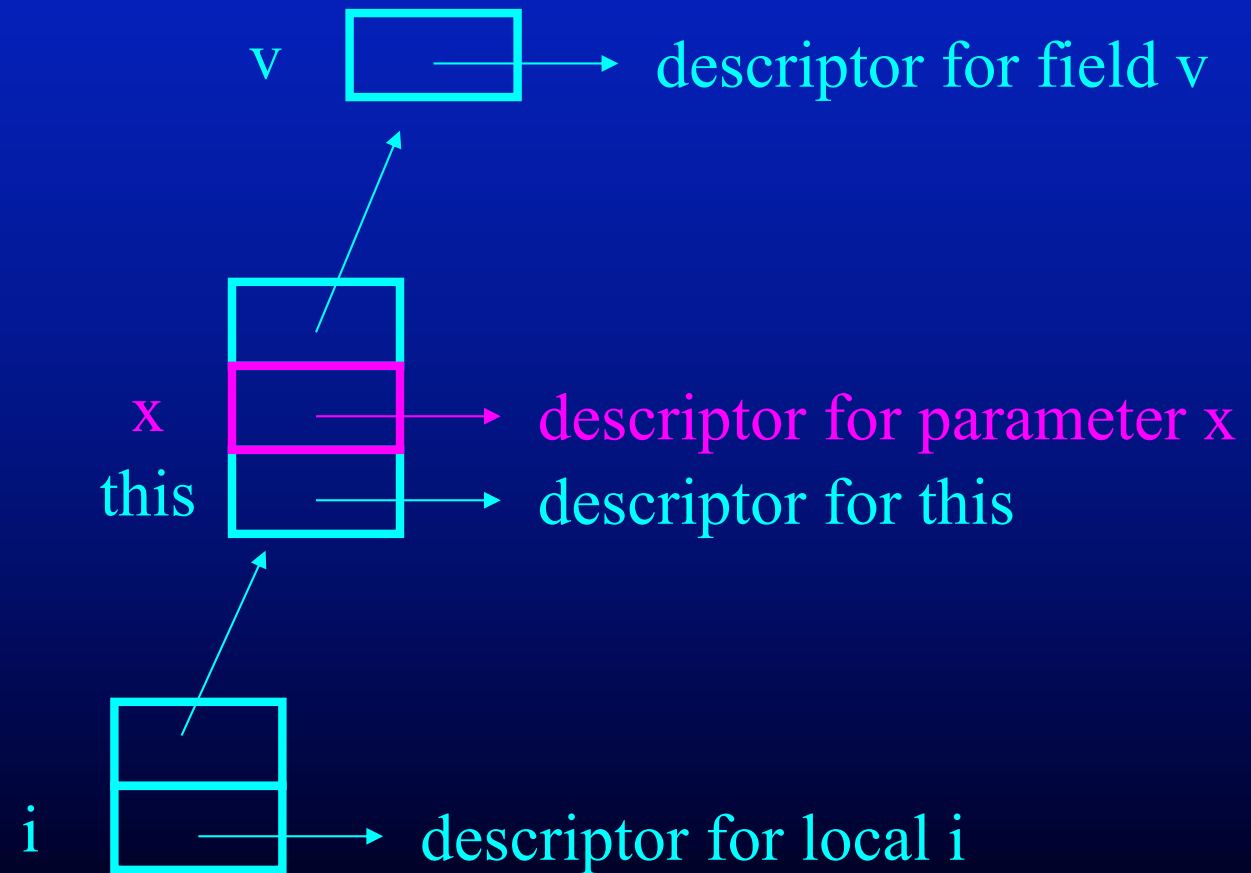 v descriptor for field v
x descriptor for parameter x
this descriptor for this
i descriptor for local i